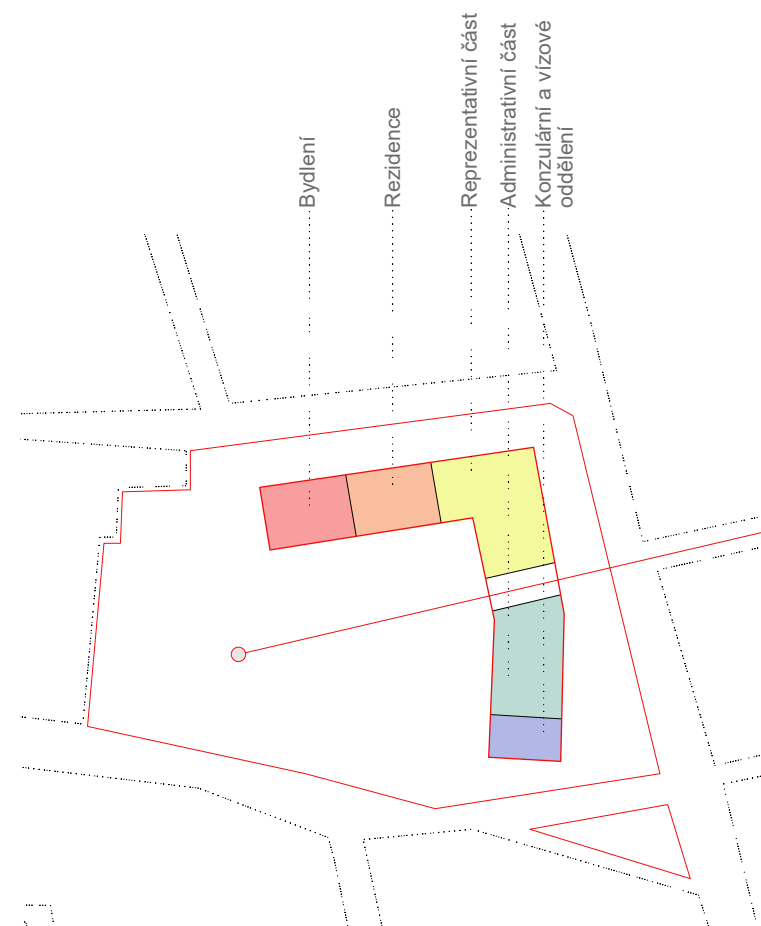 Bydlení
Rezidence
Reprezentativní část
Administrativní část
Konzulární a vízové
oddělení